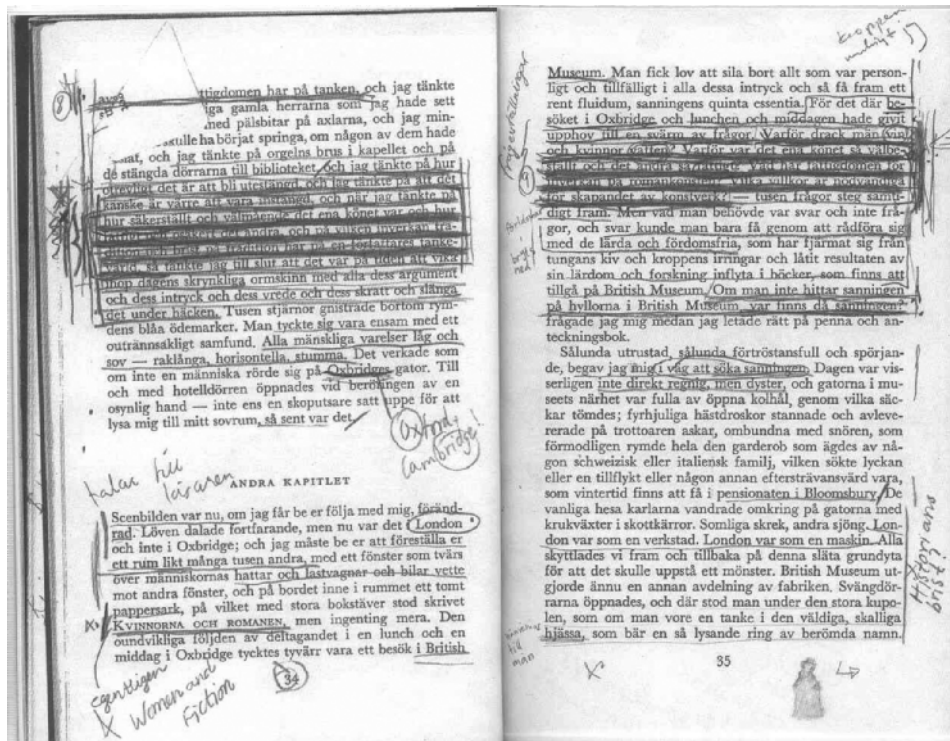 8
ttigdomen har på tanken, och jag tänkte
iga gamla herrarna som jag hade sett
med pälsbitar på axlarna, och jag min-
skulle ha börjat springa, om någon av dem hade
och jag tänkte på orgelns brus i kapellet och på
de stängda dörrarna till biblioteket, och jag tänkte på hur
otrevligt det är att bli utestängd, och jag tänkte på att det
kanske är värre att vara instängd, och när jag tänkte på
hur säkerställt och välmående det ena könet var och hur
fattigt och osäkert det andra, och på vilken inverkan tra-
dition och brist på tradition har på en författares tanke-
värld, så tänkte jag till slut att det var på tiden att vika
ihop dagens skrynkliga ormskinn med alla dess argument
och dess intryck och dess vrede och dess skratt och slänga
det under häcken. Tusen stjärnor gnistrade bortom rym-
dens blåa ödemarker. Man tyckte sig vara ensam med ett
outrannsakligt samfund. Alla mänskliga varelser låg och
sov — raklånga, horisontella, stumma. Det verkade som
om inte en människa rörde sig på Oxbridges gator. Till
och med hotelldörren öppnades vid beröringen av en
osynlig hand — inte ens en skoputsare satt uppe för att
lysa mig till mitt sovrum, så sent var det.
Oxford,
Cambridge!
talar till
läraren
ANDRA KAPITLET
Scenbilden var nu, om jag får be er följa med mig, föränd-
rad. Löven dalade fortfarande, men nu var det i London
och inte i Oxbridge; och jag måste be er att föreställa er
ett rum likt många tusen andra, med ett fönster som tvärs
över människornas hattar och lastvagnar och bilar vette
mot andra fönster, och på bordet inne i rummet ett tomt
pappersark, på vilket med stora bokstäver stod skrivet
KVINNORNA OCH ROMANEN, men ingenting mera. Den
oundvikliga följden av deltagandet i en lunch och en
middag i Oxbridge tycktes tyvärr vara ett besök i British
34
egentligen
Women and
Fiction
kroppen
Museum. Man fick lov att sila bort allt som var person-
ligt och tillfälligt i alla dessa intryck och så få fram ett
rent fluidum, sanningens quinta essentia. För det där be-
söket i Oxbridge och lunchen och middagen hade givit
upphov till en svärm av frågor. Varför drack män vin
och kvinnor vatten? Varför var det ena könet så välbe-
ställt och det andra så fattigt? Vad har fattigdomen för
inverkan på romankonsten? Vilka villkor är nödvändiga
för skapandet av konstverk? — tusen frågor steg samti-
digt fram. Men vad man behövde var svar och inte frå-
gor, och svar kunde man bara få genom att rådföra sig
med de lärda och fördomsfria, som har fjärmat sig från
tungans kiv och kroppens irringar och låtit resultaten av
sin lärdom och forskning inflyta i böcker, som finns att
tillgå på British Museum. Om man inte hittar sanningen
på hyllorna i British Museum, var finns då sanningen?
frågade jag mig medan jag letade rätt på penna och an-
teckningsbok.
Sålunda utrustad, sålunda förtröstansfull och spörjan-
de, begav jag mig i väg att söka sanningen. Dagen var vis-
serligen inte direkt regnig, men dyster, och gatorna i mu-
seets närhet var fulla av öppna kolhål, genom vilka säc-
kar tömdes; fyrhjuliga hästdroskor stannade och avleve-
rerade på trottoaren askar, ombundna med snören, som
förmodligen rymde hela den garderob som ägdes av nå-
gon schweizisk eller italiensk familj, vilken sökte lyckan
eller en tillflykt eller någon annan eftersträvansvärd vara,
som vintertid finns att få i pensionaten i Bloomsbury. De
vanliga hesa karlarna vandrade omkring på gatorna med
krukväxter i skottkärror. Somliga skrek, andra sjöng. Lon-
don var som en verkstad. London var som en maskin. Alla
skyttlades vi fram och tillbaka på denna släta grundyta
för att det skulle uppstå ett mönster. British Museum ut-
gjorde ännu en annan avdelning av fabriken. Svängdör-
rarna öppnades, och där stod man under den stora kupo-
len, som om man vore en tanke i den väldiga, skalliga
hjässa, som bär en så lysande ring av berömda namn.
Historians
brist?
35